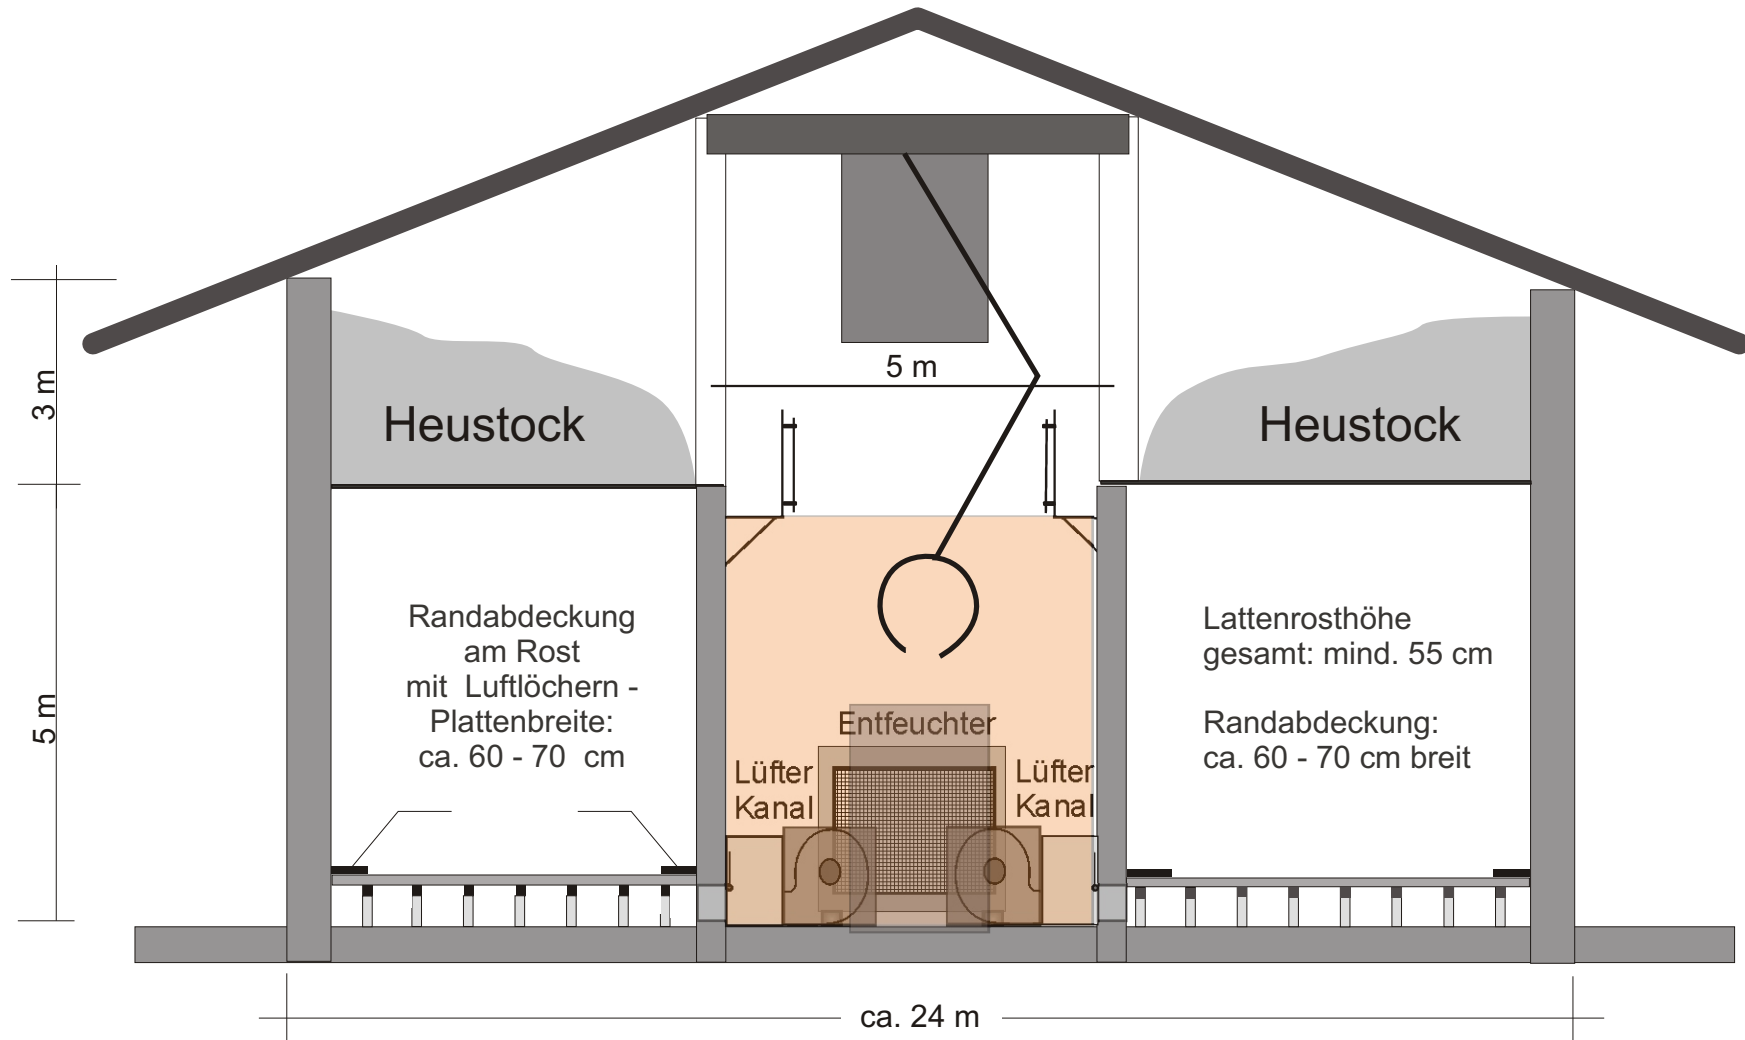 5 m
3 m
Heustock
Heustock
Randabdeckung
am Rost
mit Luftlöchern -
Plattenbreite:
ca. 60 - 70 cm
Lattenrosthöhe
gesamt: mind. 55 cm
Randabdeckung:
ca. 60 - 70 cm breit
5 m
Entfeuchter
Lüfter
Kanal
Lüfter
Kanal
ca. 24 m